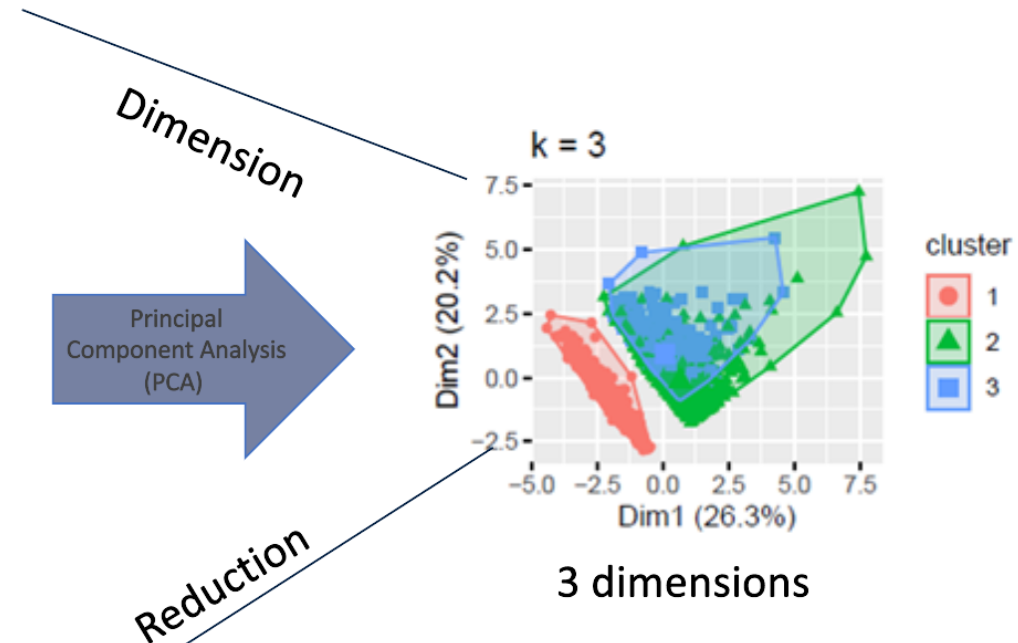 Dimension
Principal
Component Analysis
(PCA)
Reduction
k = 3
7.5
5.0
2.5
0.0
−2.5
Dim2 (20.2%)
−5.0 −2.5 0.0 2.5 5.0 7.5
Dim1 (26.3%)
cluster
1
2
3
3 dimensions